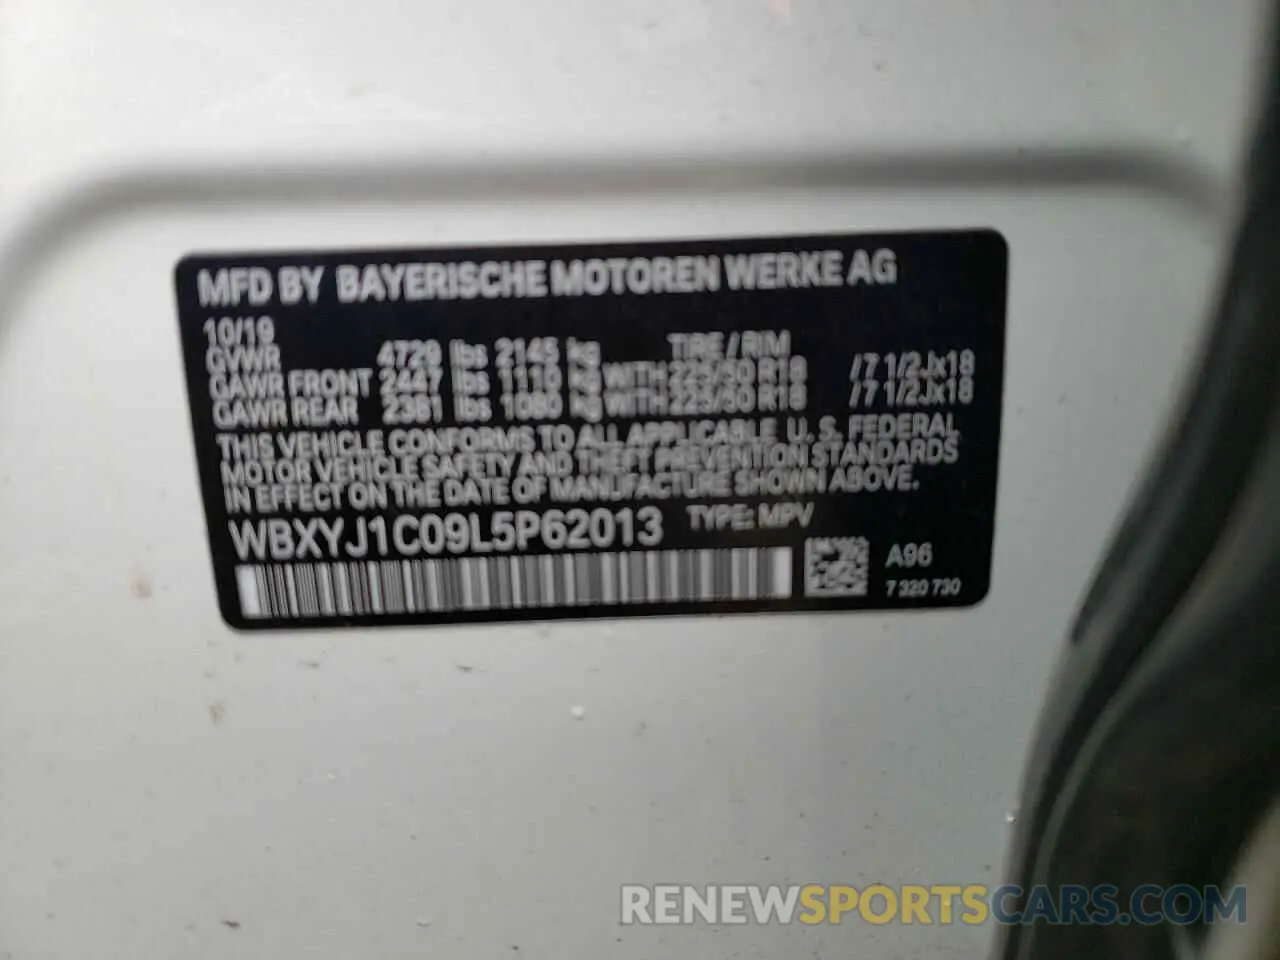 MFD BY BAYERISCHE MOTOREN WERKE AG
10/19
GVWR 4729 lbs 2145 kg TIRE / RIM
GAWR FRONT 2447 lbs 1110 kg WITH 225/50 R18 / 7 1/2Jx18
GAWR REAR 2381 lbs 1080 kg WITH 225/50 R18 / 7 1/2Jx18
THIS VEHICLE CONFORMS TO ALL APPLICABLE U. S. FEDERAL
MOTOR VEHICLE SAFETY AND THEFT PREVENTION STANDARDS
IN EFFECT ON THE DATE OF MANUFACTURE SHOWN ABOVE.
WBXYJ1C09L5P62013 TYPE: MPV
A96
7 320 730
RENEWSPORTSCARS.COM